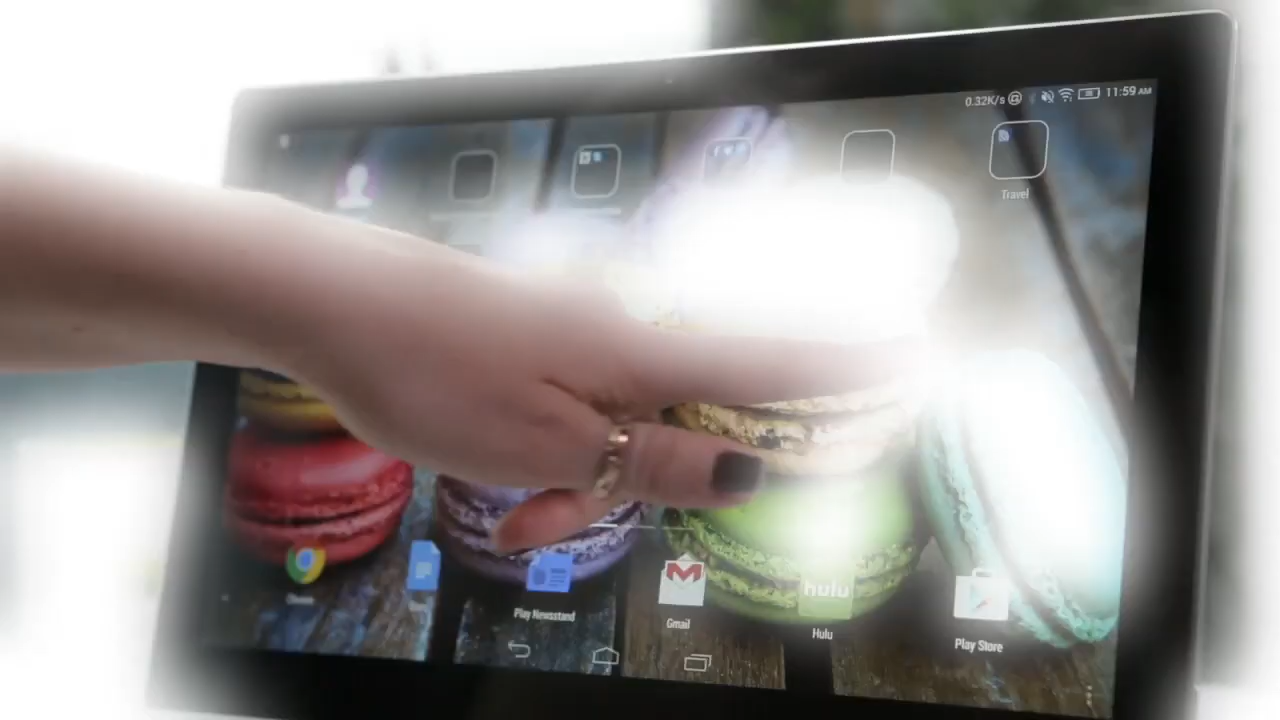 0.32K/s 11:59 AM
Travel
hulu
Play Newsstand
Gmail
Hulu
Play Store